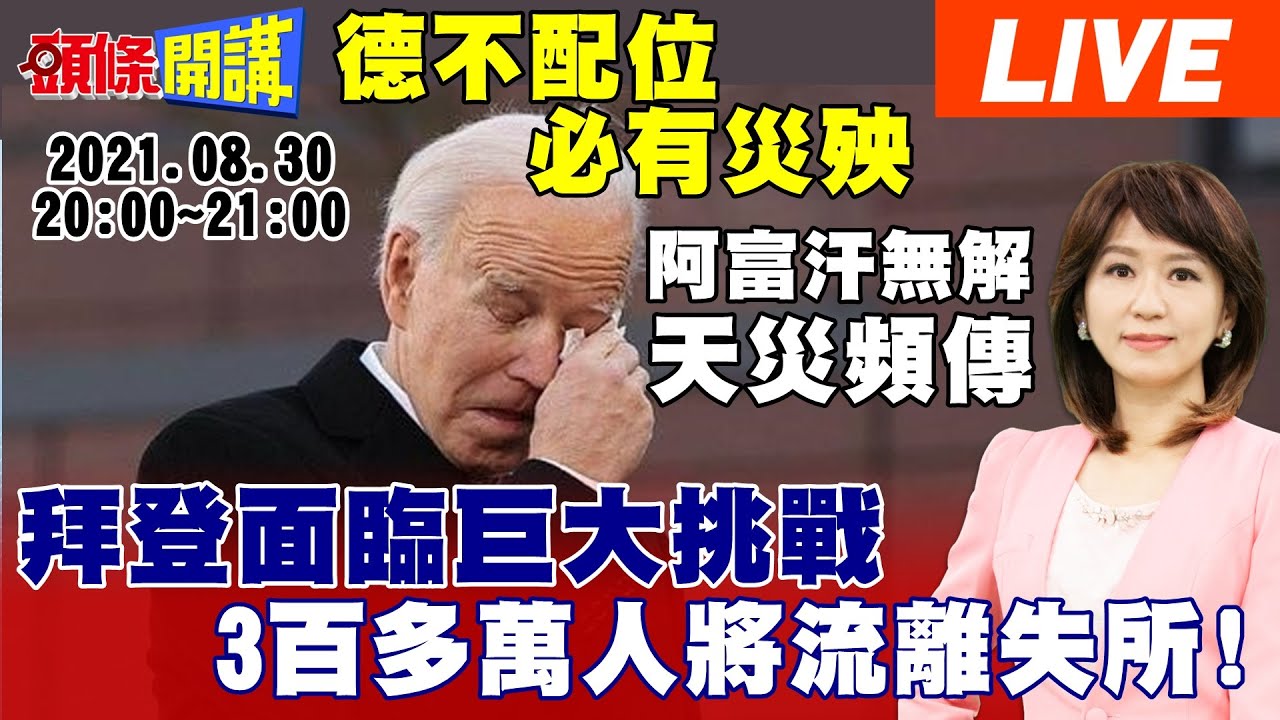 頭條開講
德不配位
必有災殃
LIVE
2021.08.30
20:00~21:00
阿富汗無解
天災頻傳
拜登面臨巨大挑戰
3百多萬人將流離失所!